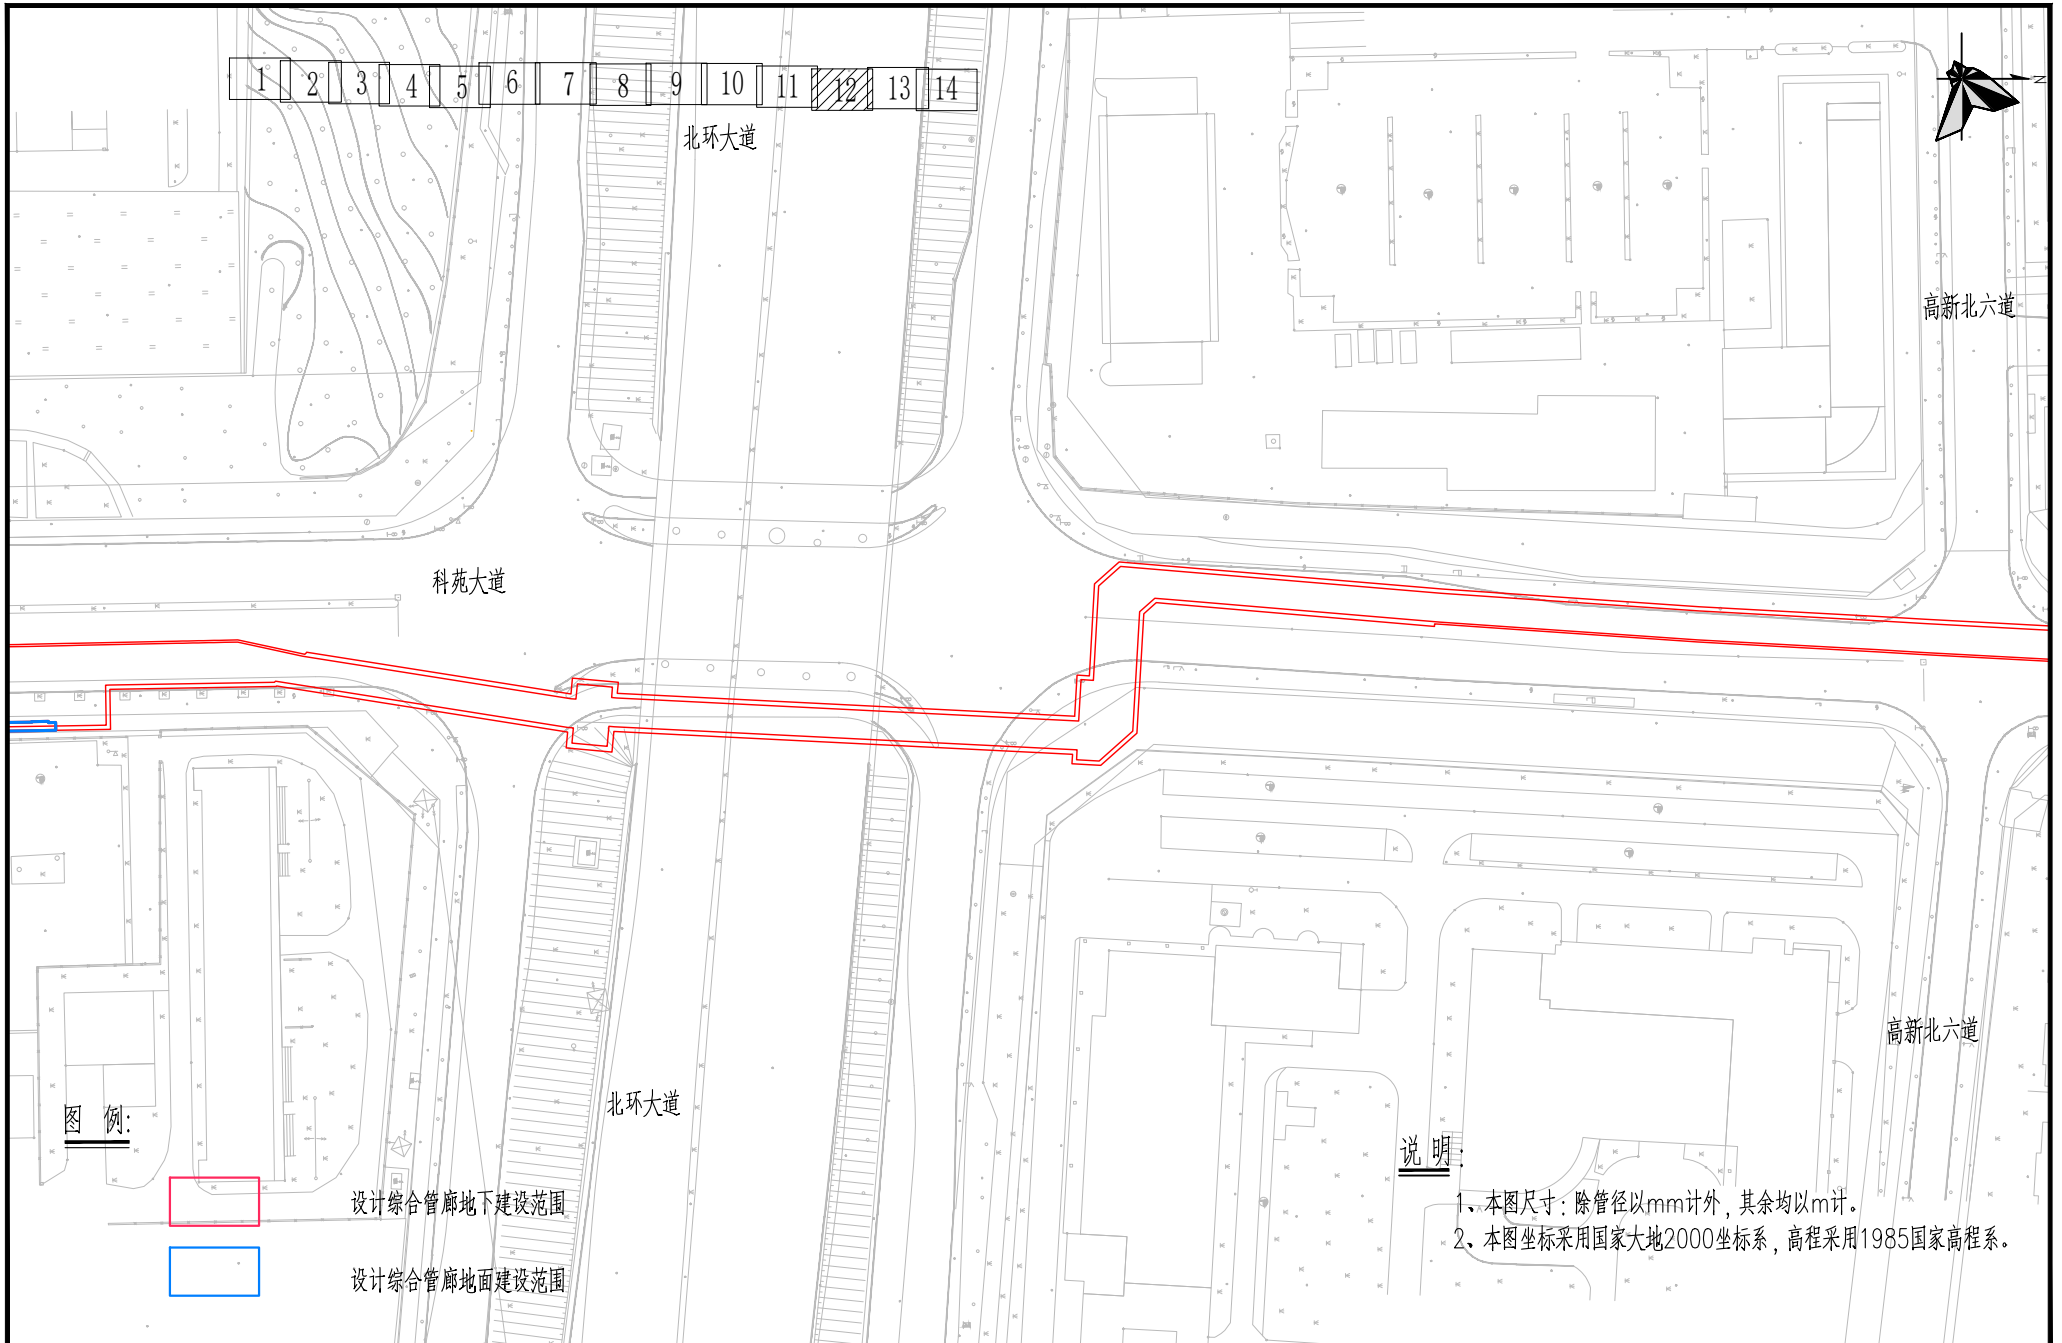 1 2 3 4 5 6 7 8 9 10 11 12 13 14
北环大道
N
高新北六道
科苑大道
高新北六道
北环大道
图 例:
说 明:
设计综合管廊地下建设范围
1、本图尺寸:除管径以mm计外,其余均以m计。
2、本图坐标采用国家大地2000坐标系,高程采用1985国家高程系。
设计综合管廊地面建设范围